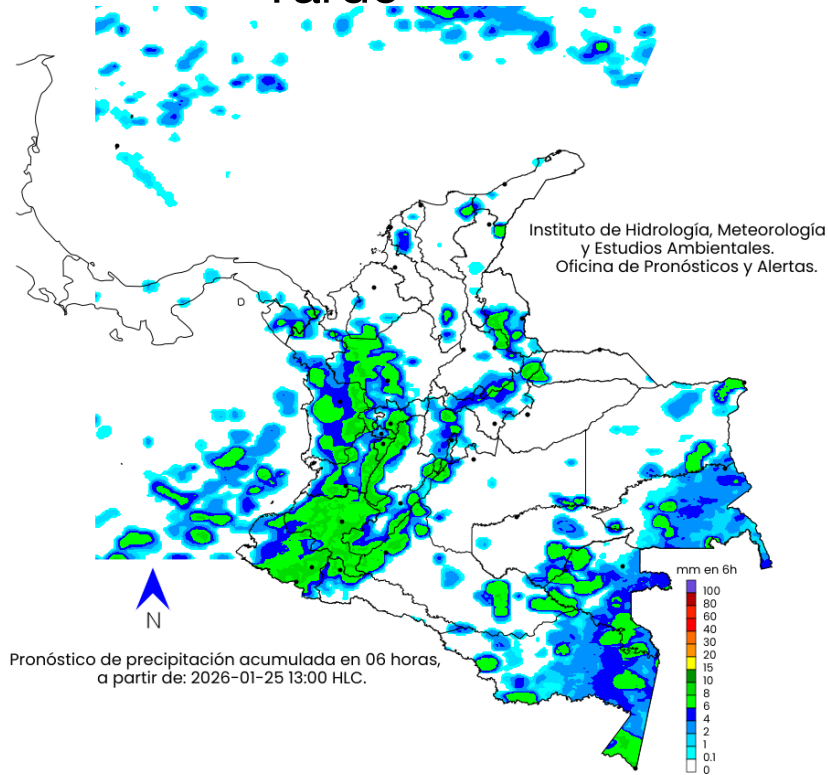 Tarde
Instituto de Hidrología, Meteorología
y Estudios Ambientales.
Oficina de Pronósticos y Alertas.
N
mm en 6h
100
80
60
40
30
20
15
10
8
6
4
2
1
0.1
0
Pronóstico de precipitación acumulada en 06 horas,
a partir de: 2026-01-25 13:00 HLC.